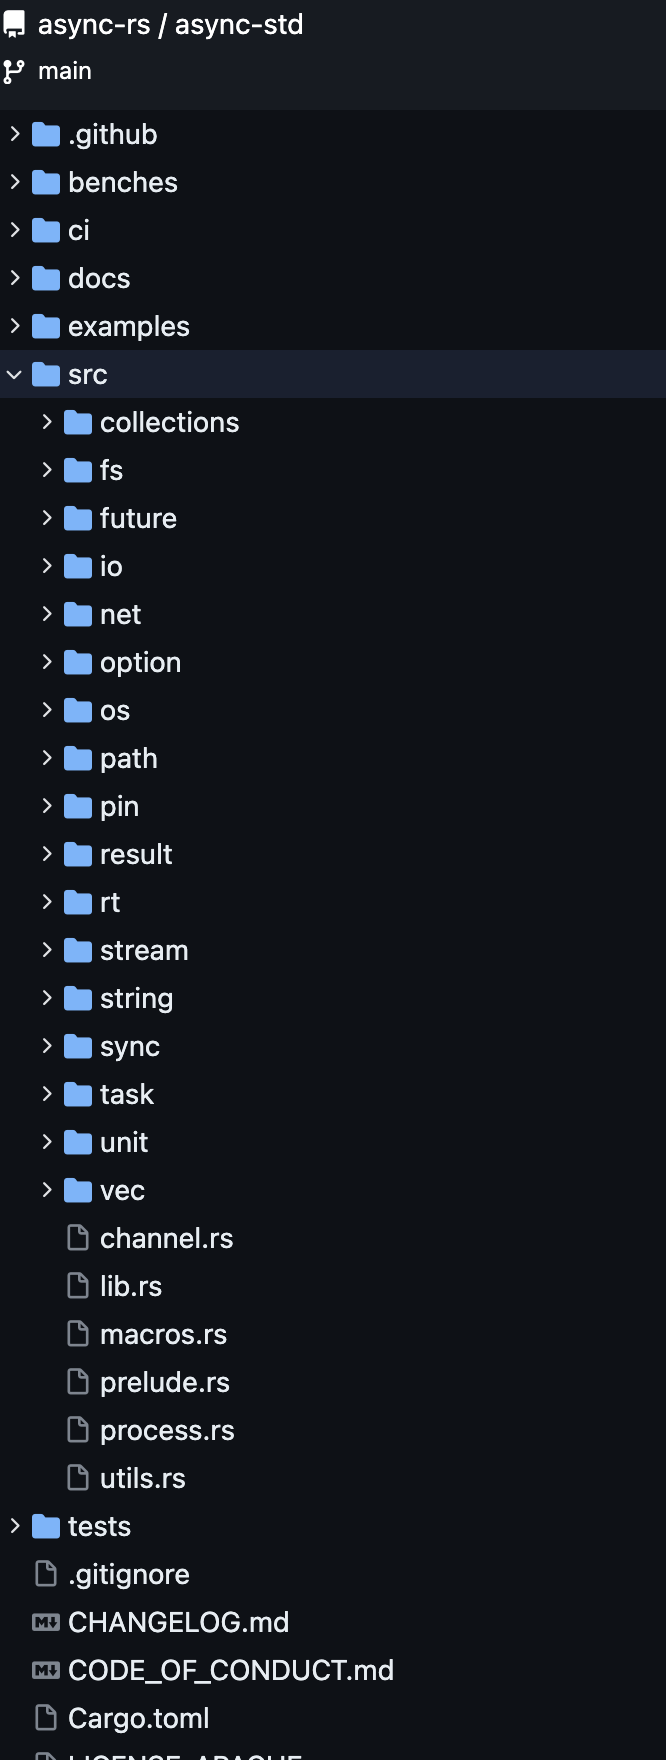 async-rs / async-std
main
.github
benches
ci
docs
examples
src
collections
fs
future
io
net
option
os
path
pin
result
rt
stream
string
sync
task
unit
vec
channel.rs
lib.rs
macros.rs
prelude.rs
process.rs
utils.rs
tests
.gitignore
CHANGELOG.md
CODE_OF_CONDUCT.md
Cargo.toml
LICENSE-APACHE